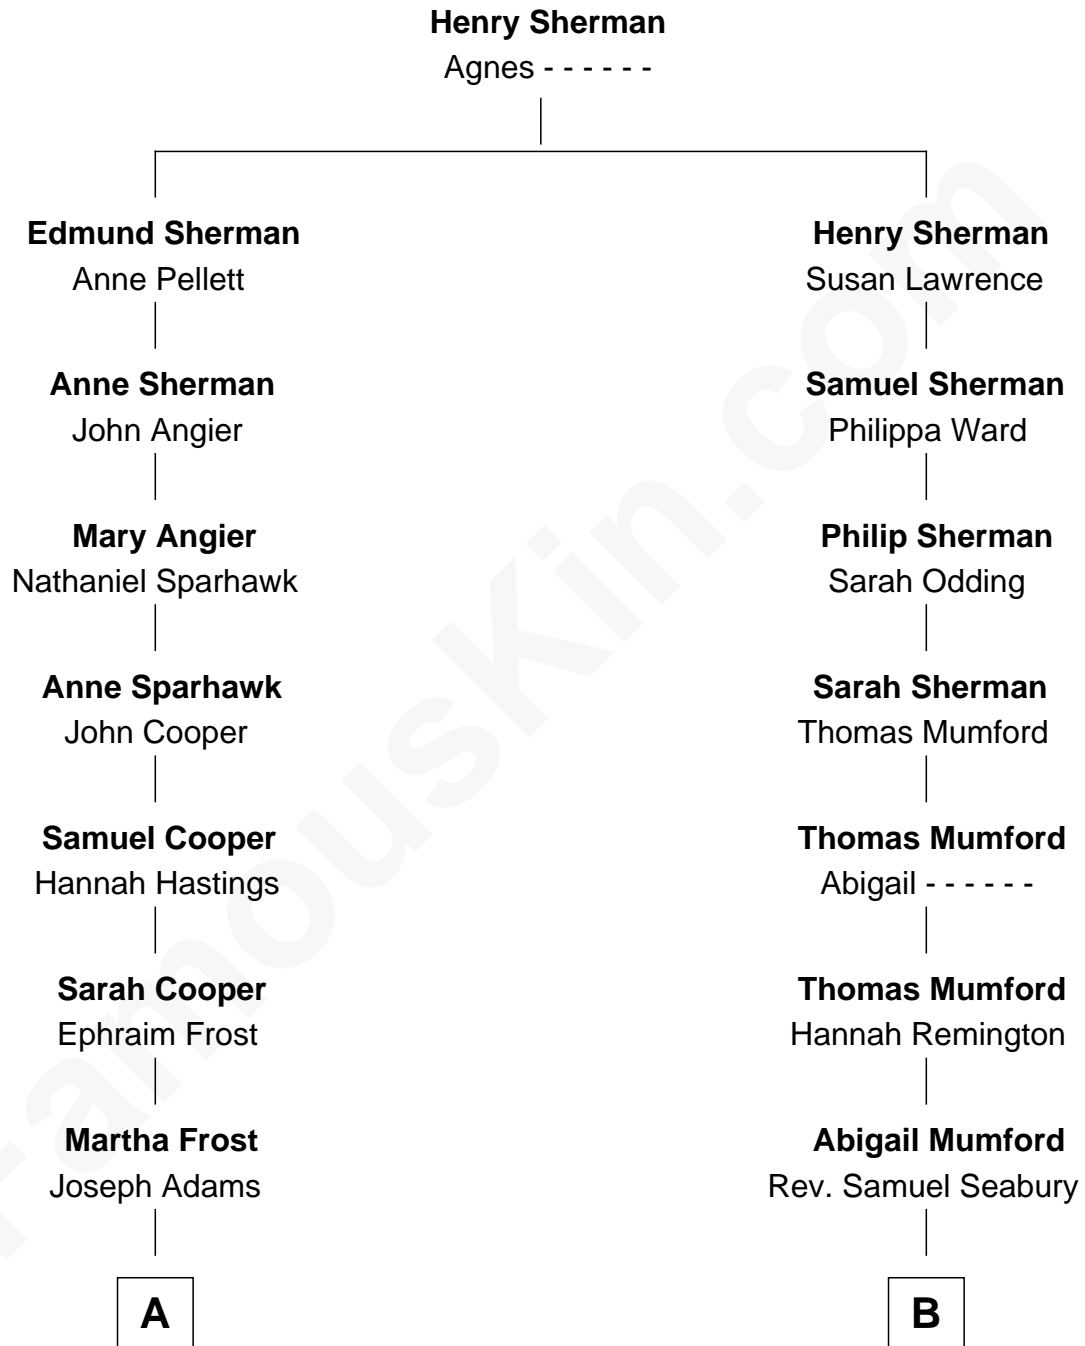 Henry Sherman
Agnes - - - - - -
Edmund Sherman
Anne Pellett
Henry Sherman
Susan Lawrence
Anne Sherman
John Angier
Samuel Sherman
Philippa Ward
Mary Angier
Nathaniel Sparhawk
Philip Sherman
Sarah Odding
Anne Sparhawk
John Cooper
Sarah Sherman
Thomas Mumford
Samuel Cooper
Hannah Hastings
Thomas Mumford
Abigail - - - - - -
Sarah Cooper
Ephraim Frost
Thomas Mumford
Hannah Remington
Martha Frost
Joseph Adams
Abigail Mumford
Rev. Samuel Seabury
A
B
FamousKin.com